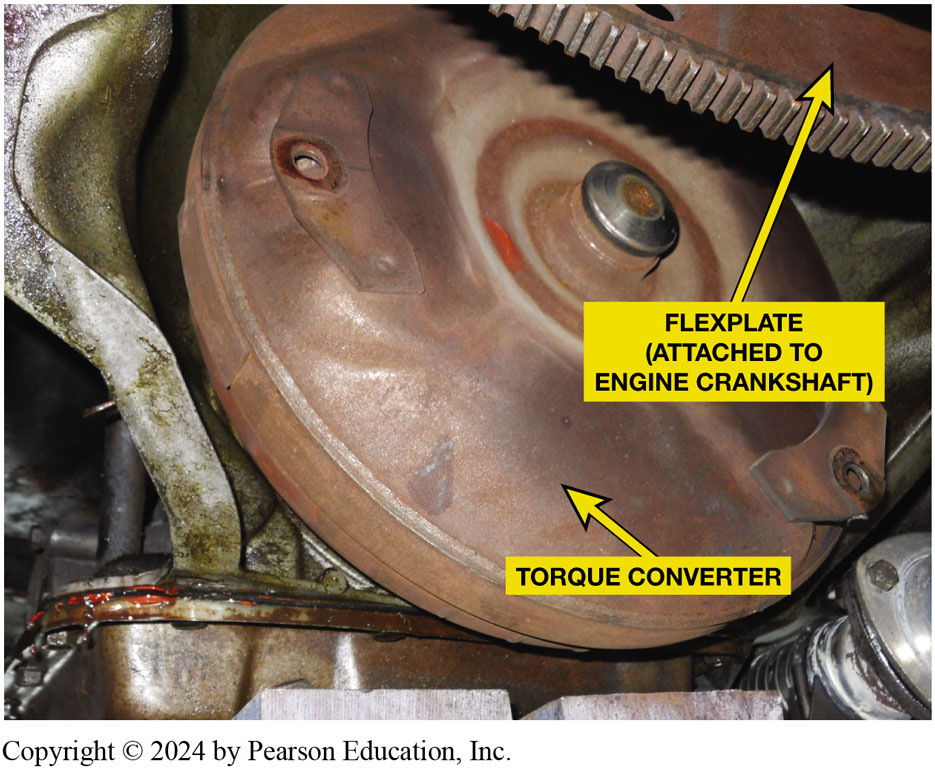 FLEXPLATE
(ATTACHED TO
ENGINE CRANKSHAFT)
TORQUE CONVERTER
Copyright © 2024 by Pearson Education, Inc.